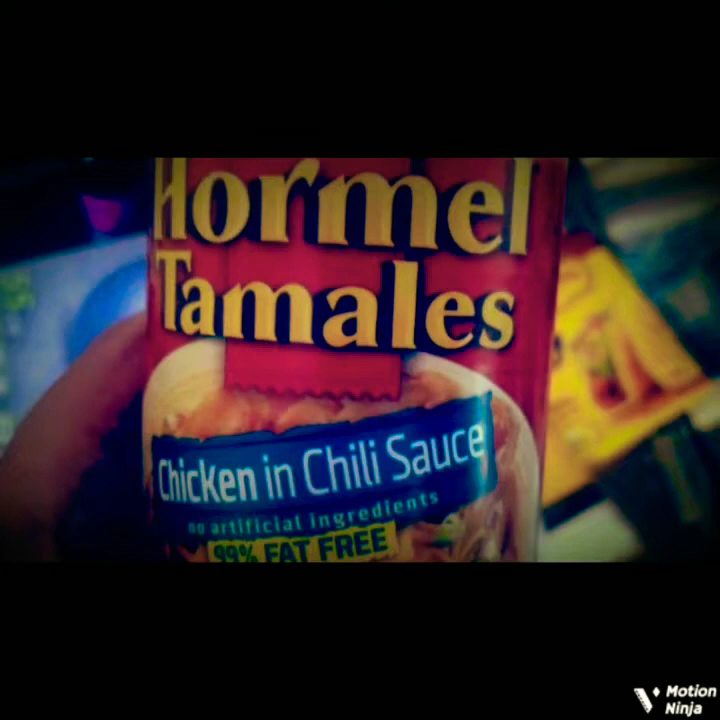 Hormel
Tamales
Chicken in Chili Sauce
no artificial ingredients
99% FAT FREE
Motion
Ninja